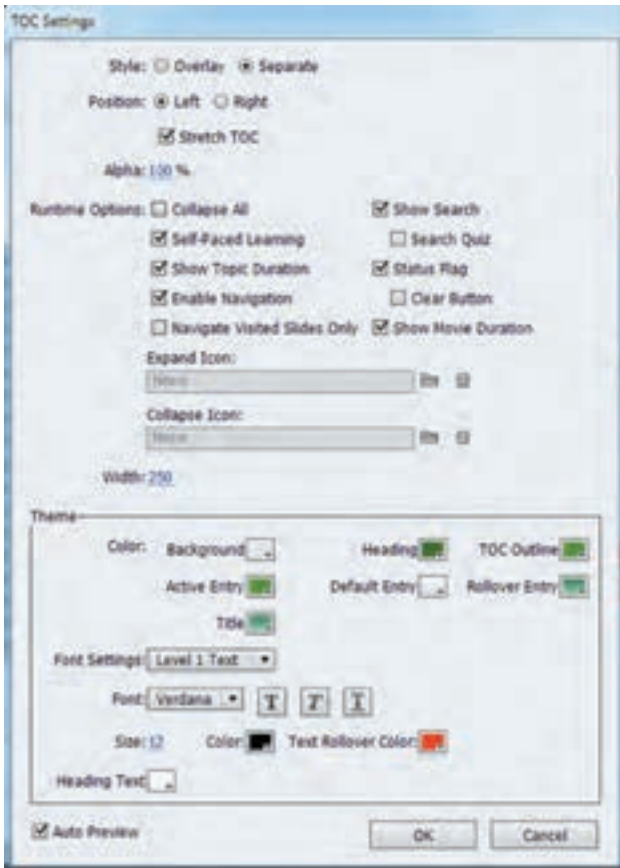 TOC Settings
Style: Overlay Separate
Position: Left Right
Stretch TOC
Alpha: 100 %
Runtime Options: Collapse All Show Search
Self-Paced Learning Search Quiz
Show Topic Duration Status Flag
Enable Navigation Clear Button
Navigate Visited Slides Only Show Movie Duration
Expand Icon:
None
Collapse Icon:
None
Width: 250
Theme
Color: Background Heading TOC Outline
Active Entry Default Entry Rollover Entry
Title
Font Settings: Level 1 Text
Font: Verdana T T T
Size: 12 Color: Text Rollover Color:
Heading Text
Auto Preview OK Cancel